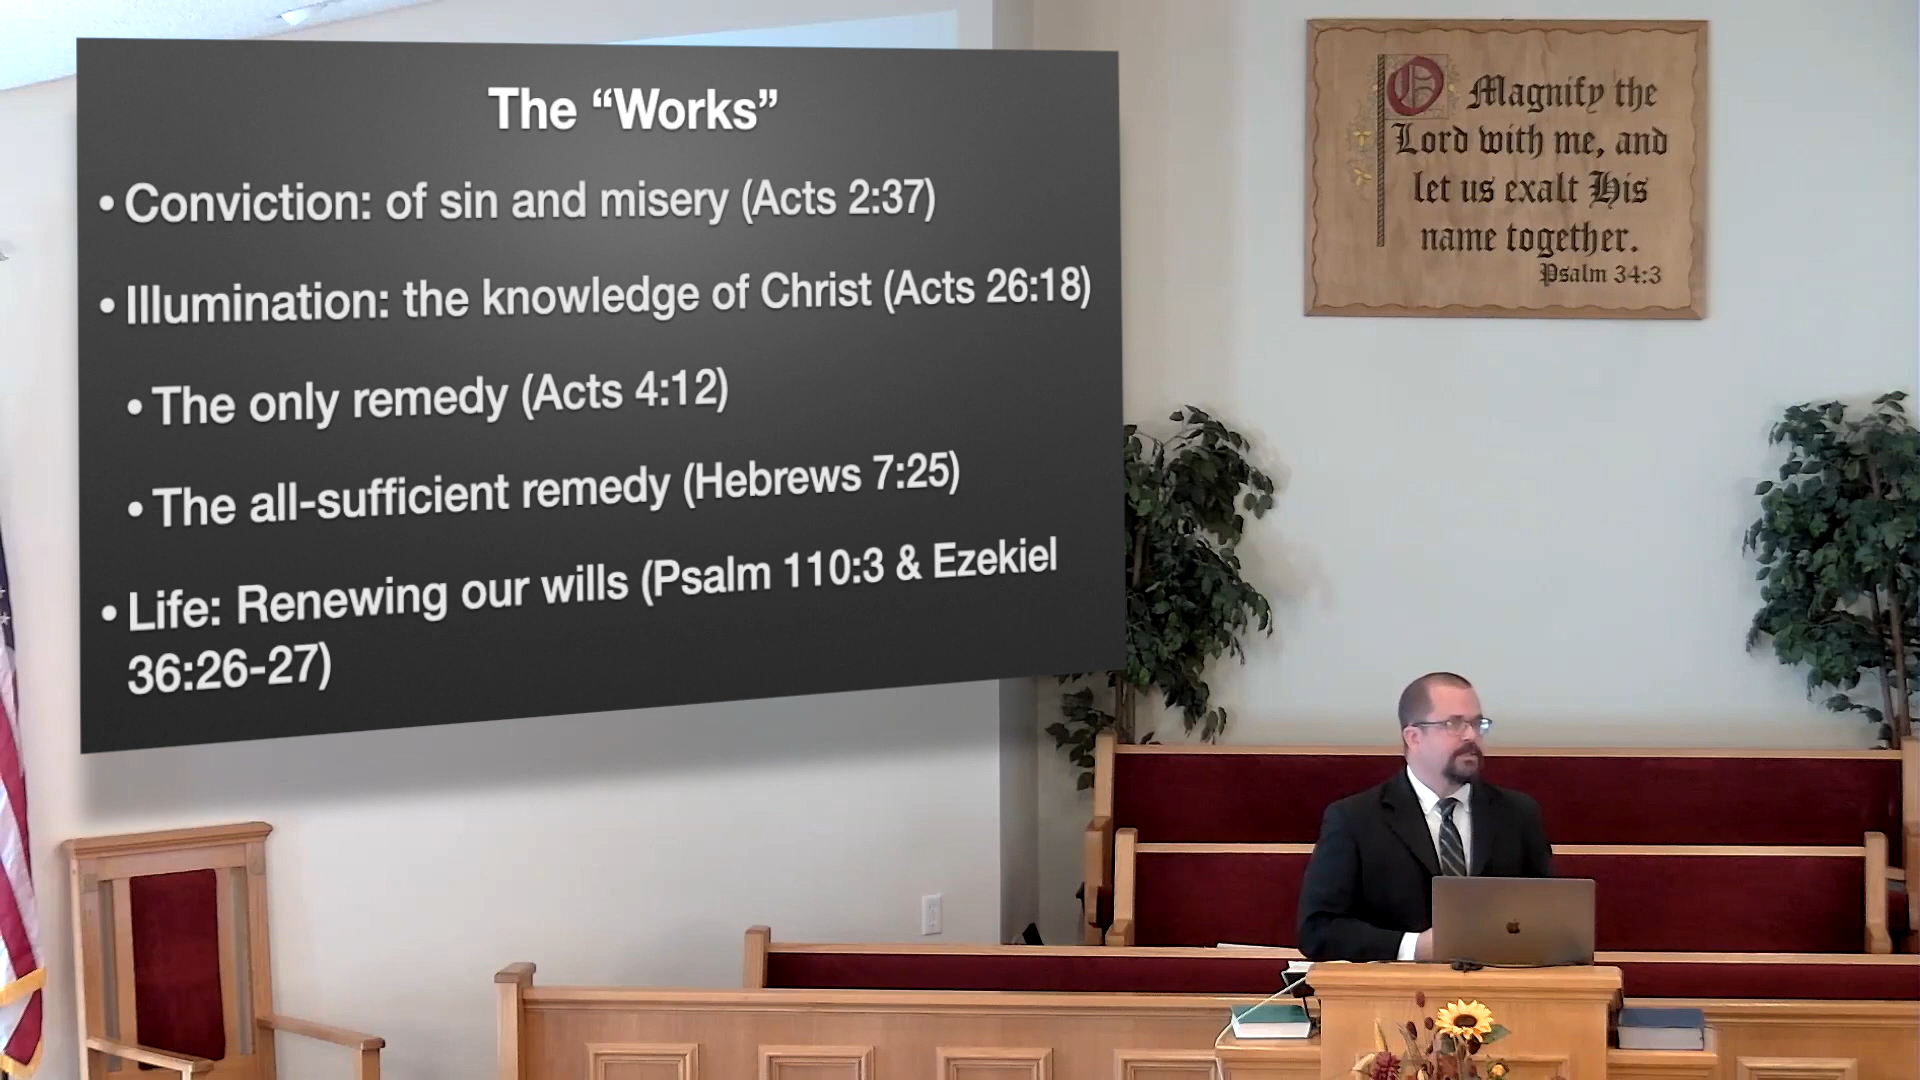 The “Works”
• Conviction: of sin and misery (Acts 2:37)
• Illumination: the knowledge of Christ (Acts 26:18)
• The only remedy (Acts 4:12)
• The all-sufficient remedy (Hebrews 7:25)
• Life: Renewing our wills (Psalm 110:3 & Ezekiel
36:26-27)
O Magnify the
Lord with me, and
let us exalt His
name together.
Psalm 34:3